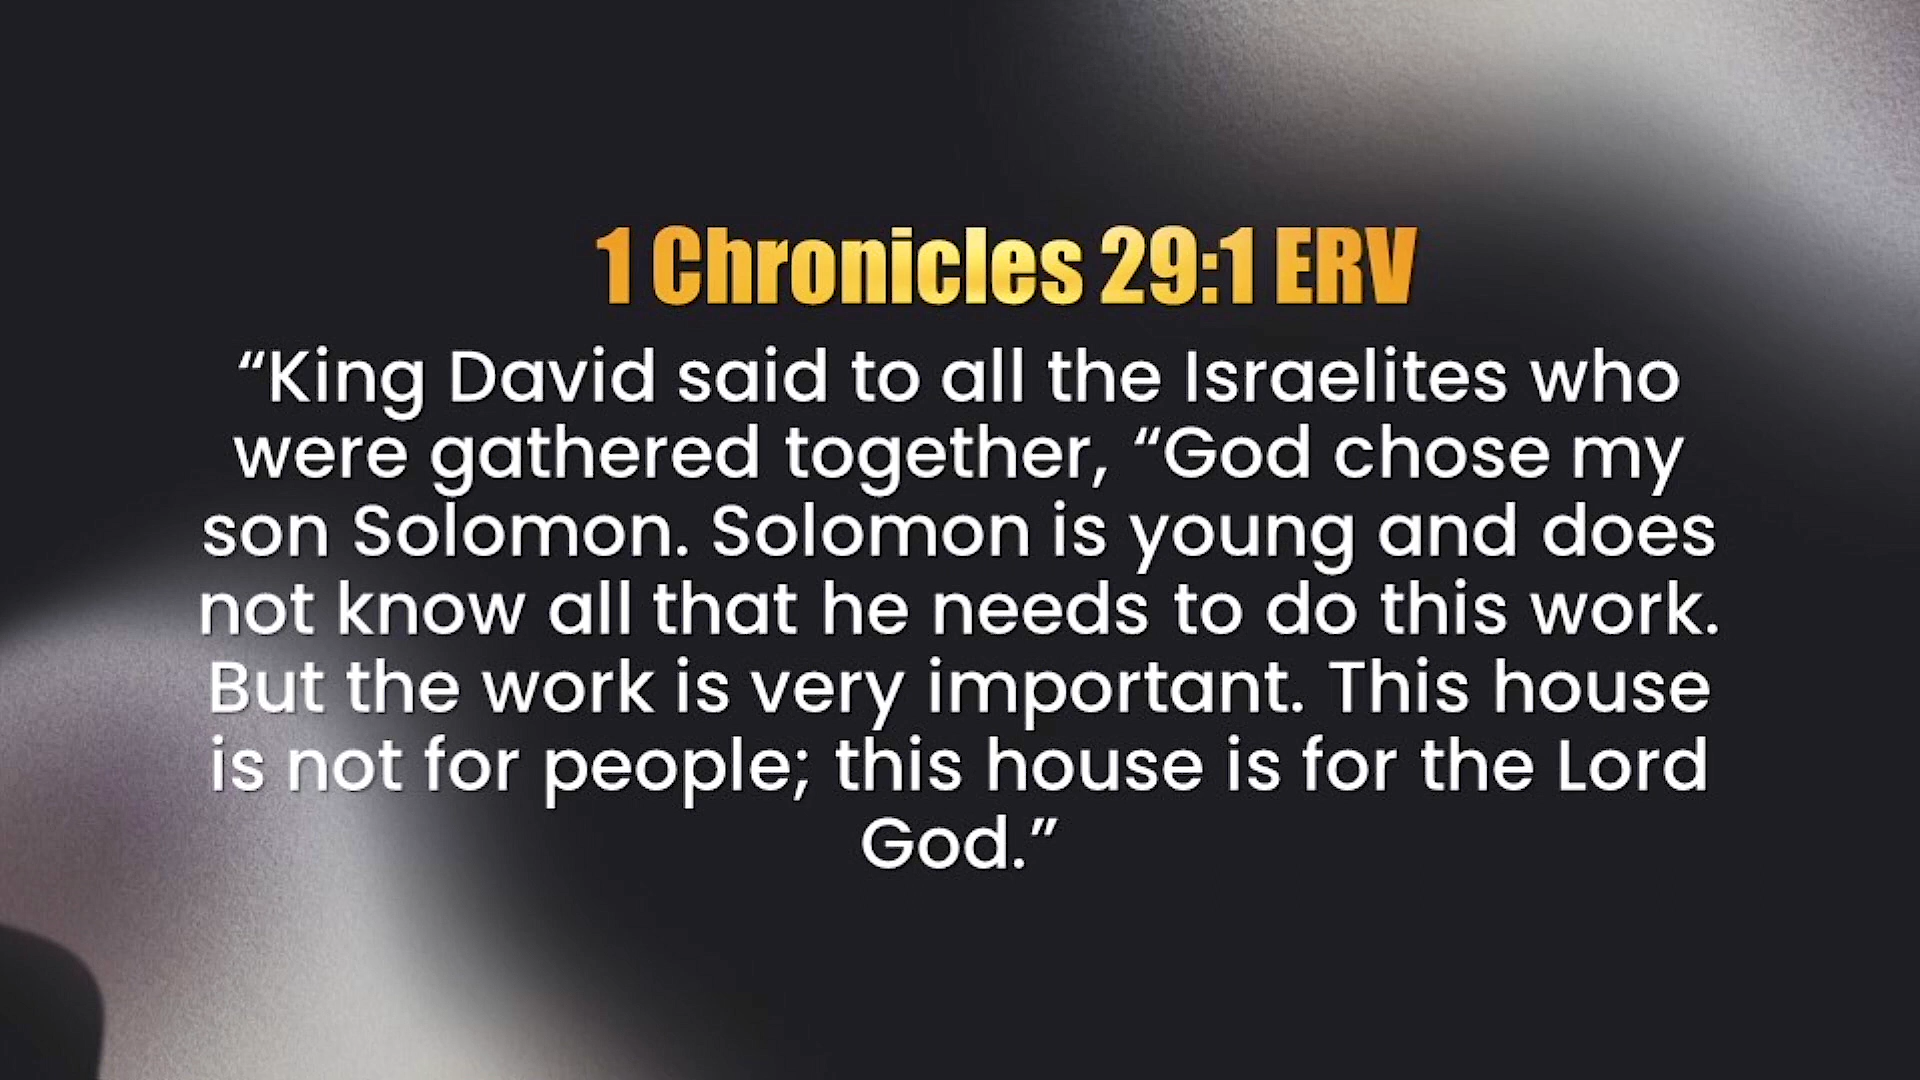 1 Chronicles 29:1 ERV
“King David said to all the Israelites who
were gathered together, “God chose my
son Solomon. Solomon is young and does
not know all that he needs to do this work.
But the work is very important. This house
is not for people; this house is for the Lord
God.”